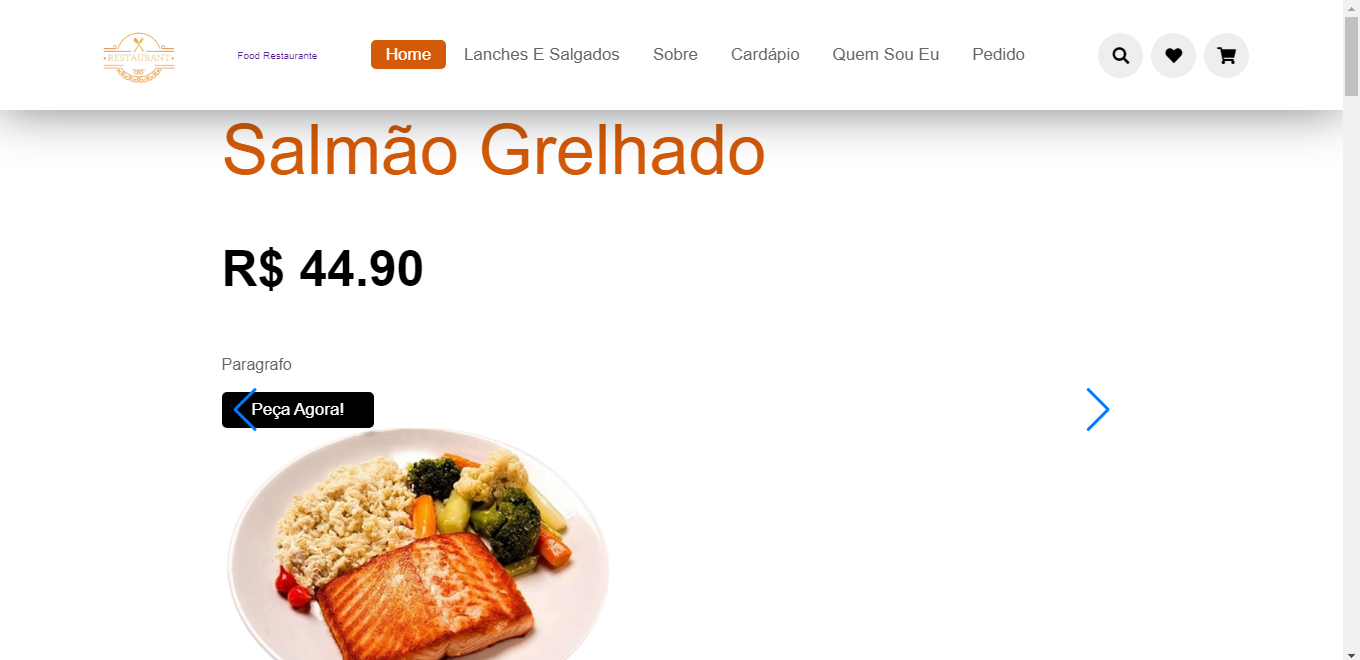 RESTAURANT
Food Restaurante
Home Lanches E Salgados Sobre Cardápio Quem Sou Eu Pedido
Salmão Grelhado
R$ 44.90
Paragrafo
Peça Agora!